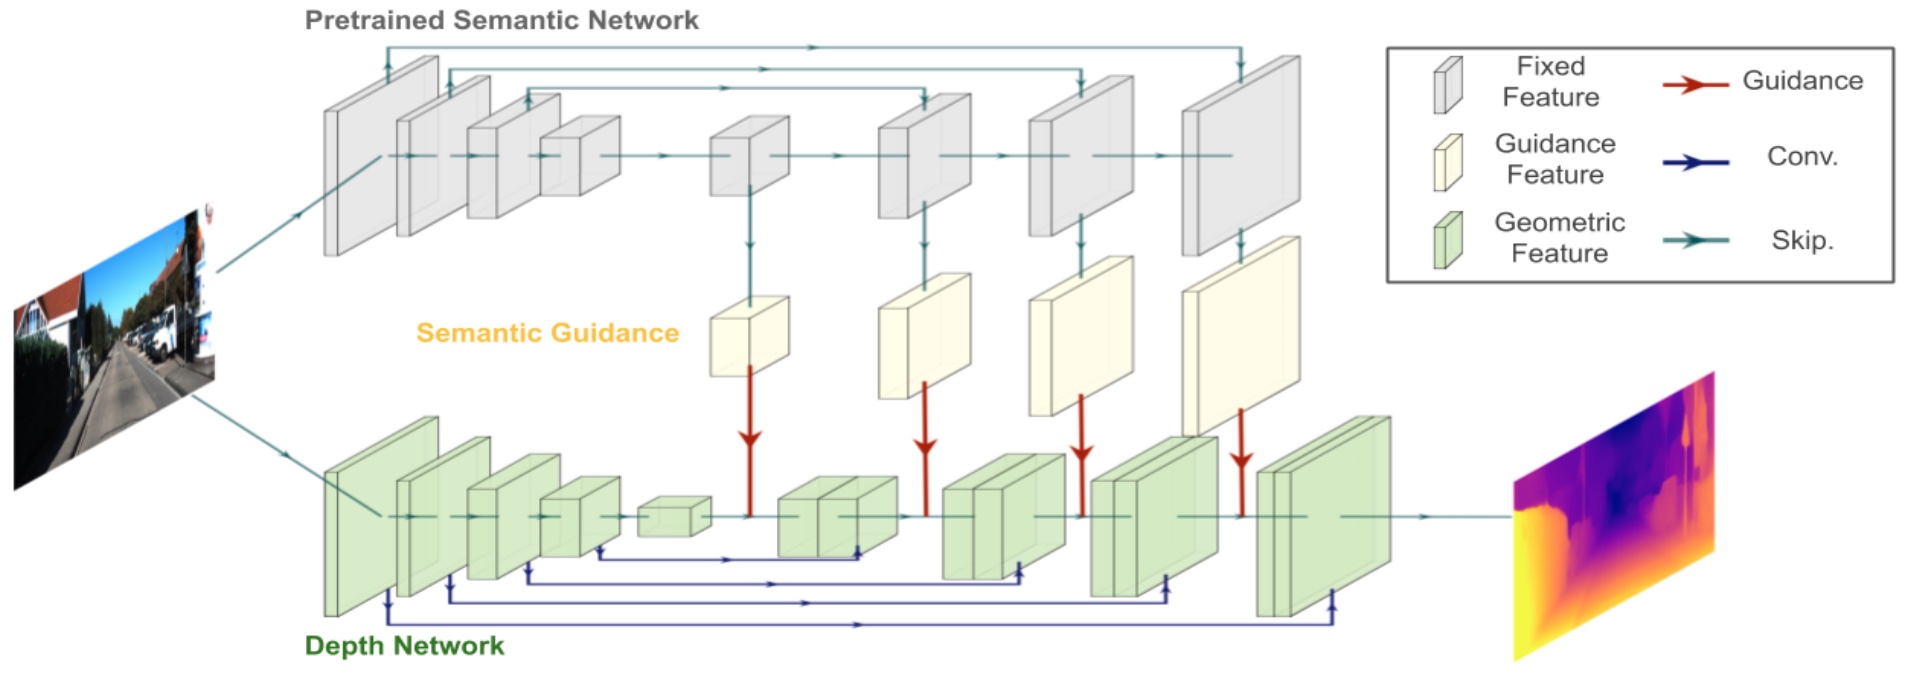 Pretrained Semantic Network
Fixed
Feature
Guidance
Guidance
Feature
Conv.
Geometric
Feature
Skip.
Semantic Guidance
Depth Network